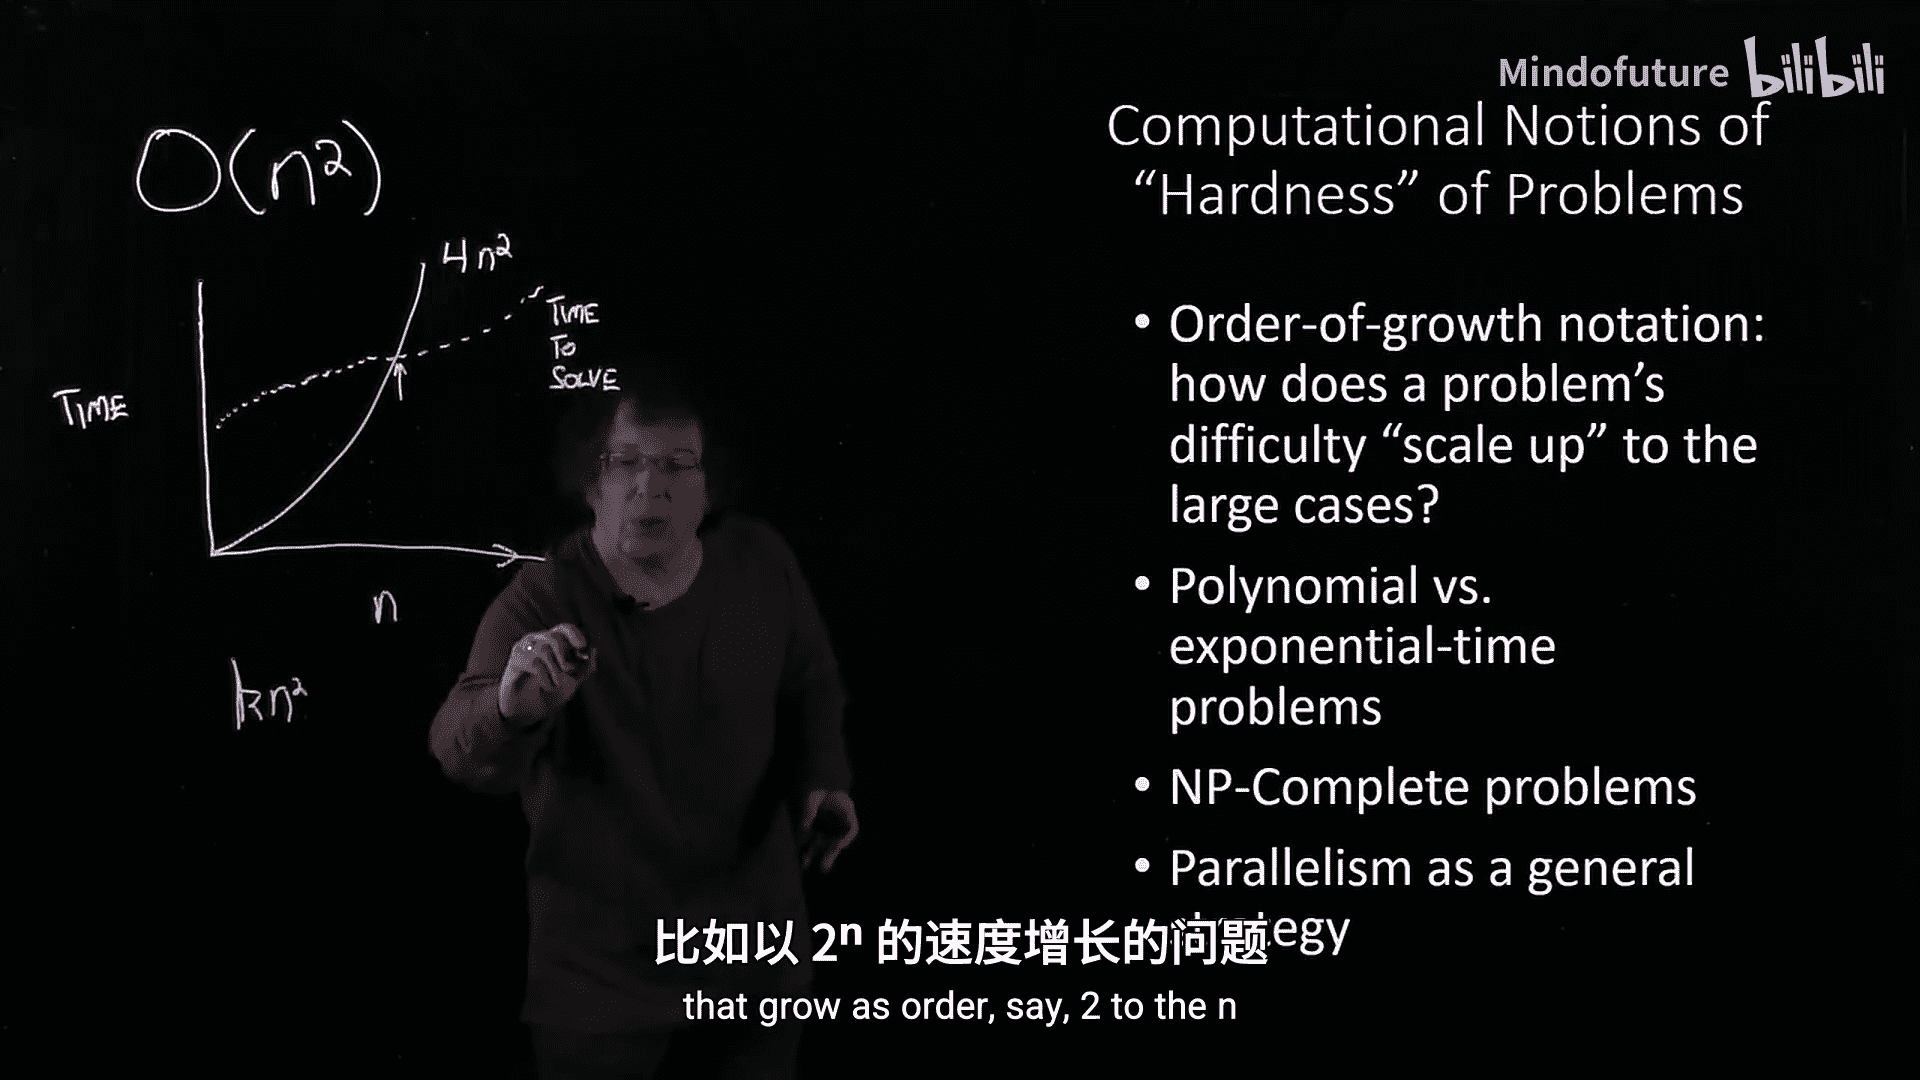 Mindofuture bilibili
Computational Notions of
“Hardness” of Problems
O(n²)
4n²
TIME
TO
SOLVE
TIME
n
kn²
• Order-of-growth notation:
how does a problem’s
difficulty “scale up” to the
large cases?
• Polynomial vs.
exponential-time
problems
• NP-Complete problems
• Parallelism as a general
strategy
比如以 2ⁿ 的速度增长的问题
that grow as order, say, 2 to the n